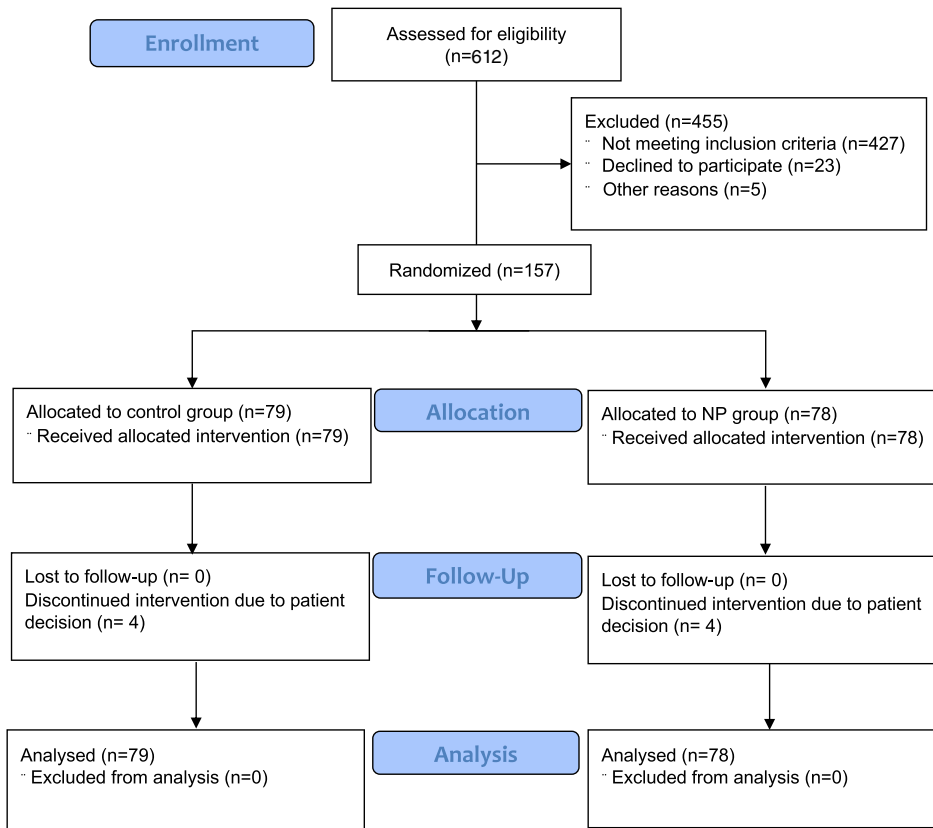 Enrollment
Assessed for eligibility
(n=612)
Excluded (n=455)
¨ Not meeting inclusion criteria (n=427)
¨ Declined to participate (n=23)
¨ Other reasons (n=5)
Randomized (n=157)
Allocated to control group (n=79)
¨ Received allocated intervention (n=79)
Allocation
Allocated to NP group (n=78)
¨ Received allocated intervention (n=78)
Lost to follow-up (n= 0)
Discontinued intervention due to patient
decision (n= 4)
Follow-Up
Lost to follow-up (n= 0)
Discontinued intervention due to patient
decision (n= 4)
Analysed (n=79)
¨ Excluded from analysis (n=0)
Analysis
Analysed (n=78)
¨ Excluded from analysis (n=0)